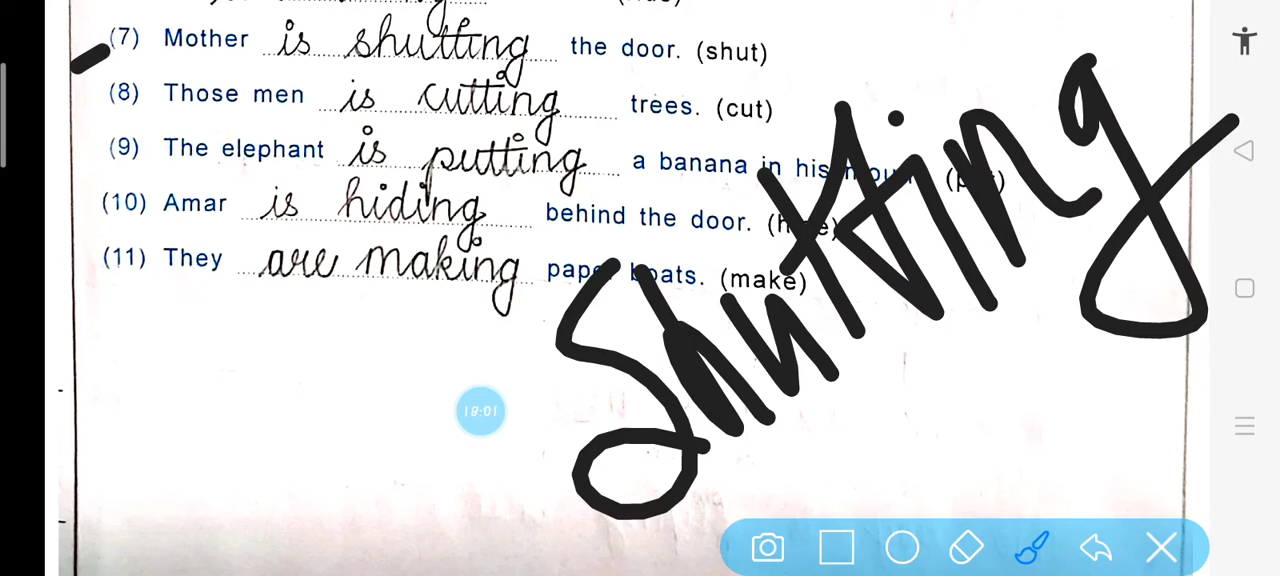 (7) Mother is shutting the door. (shut)
(8) Those men is cutting trees. (cut)
(9) The elephant is putting a banana in his
(10) Amar is hiding behind the door.
(11) They are making paper boats. (make)
Shutting
18:01